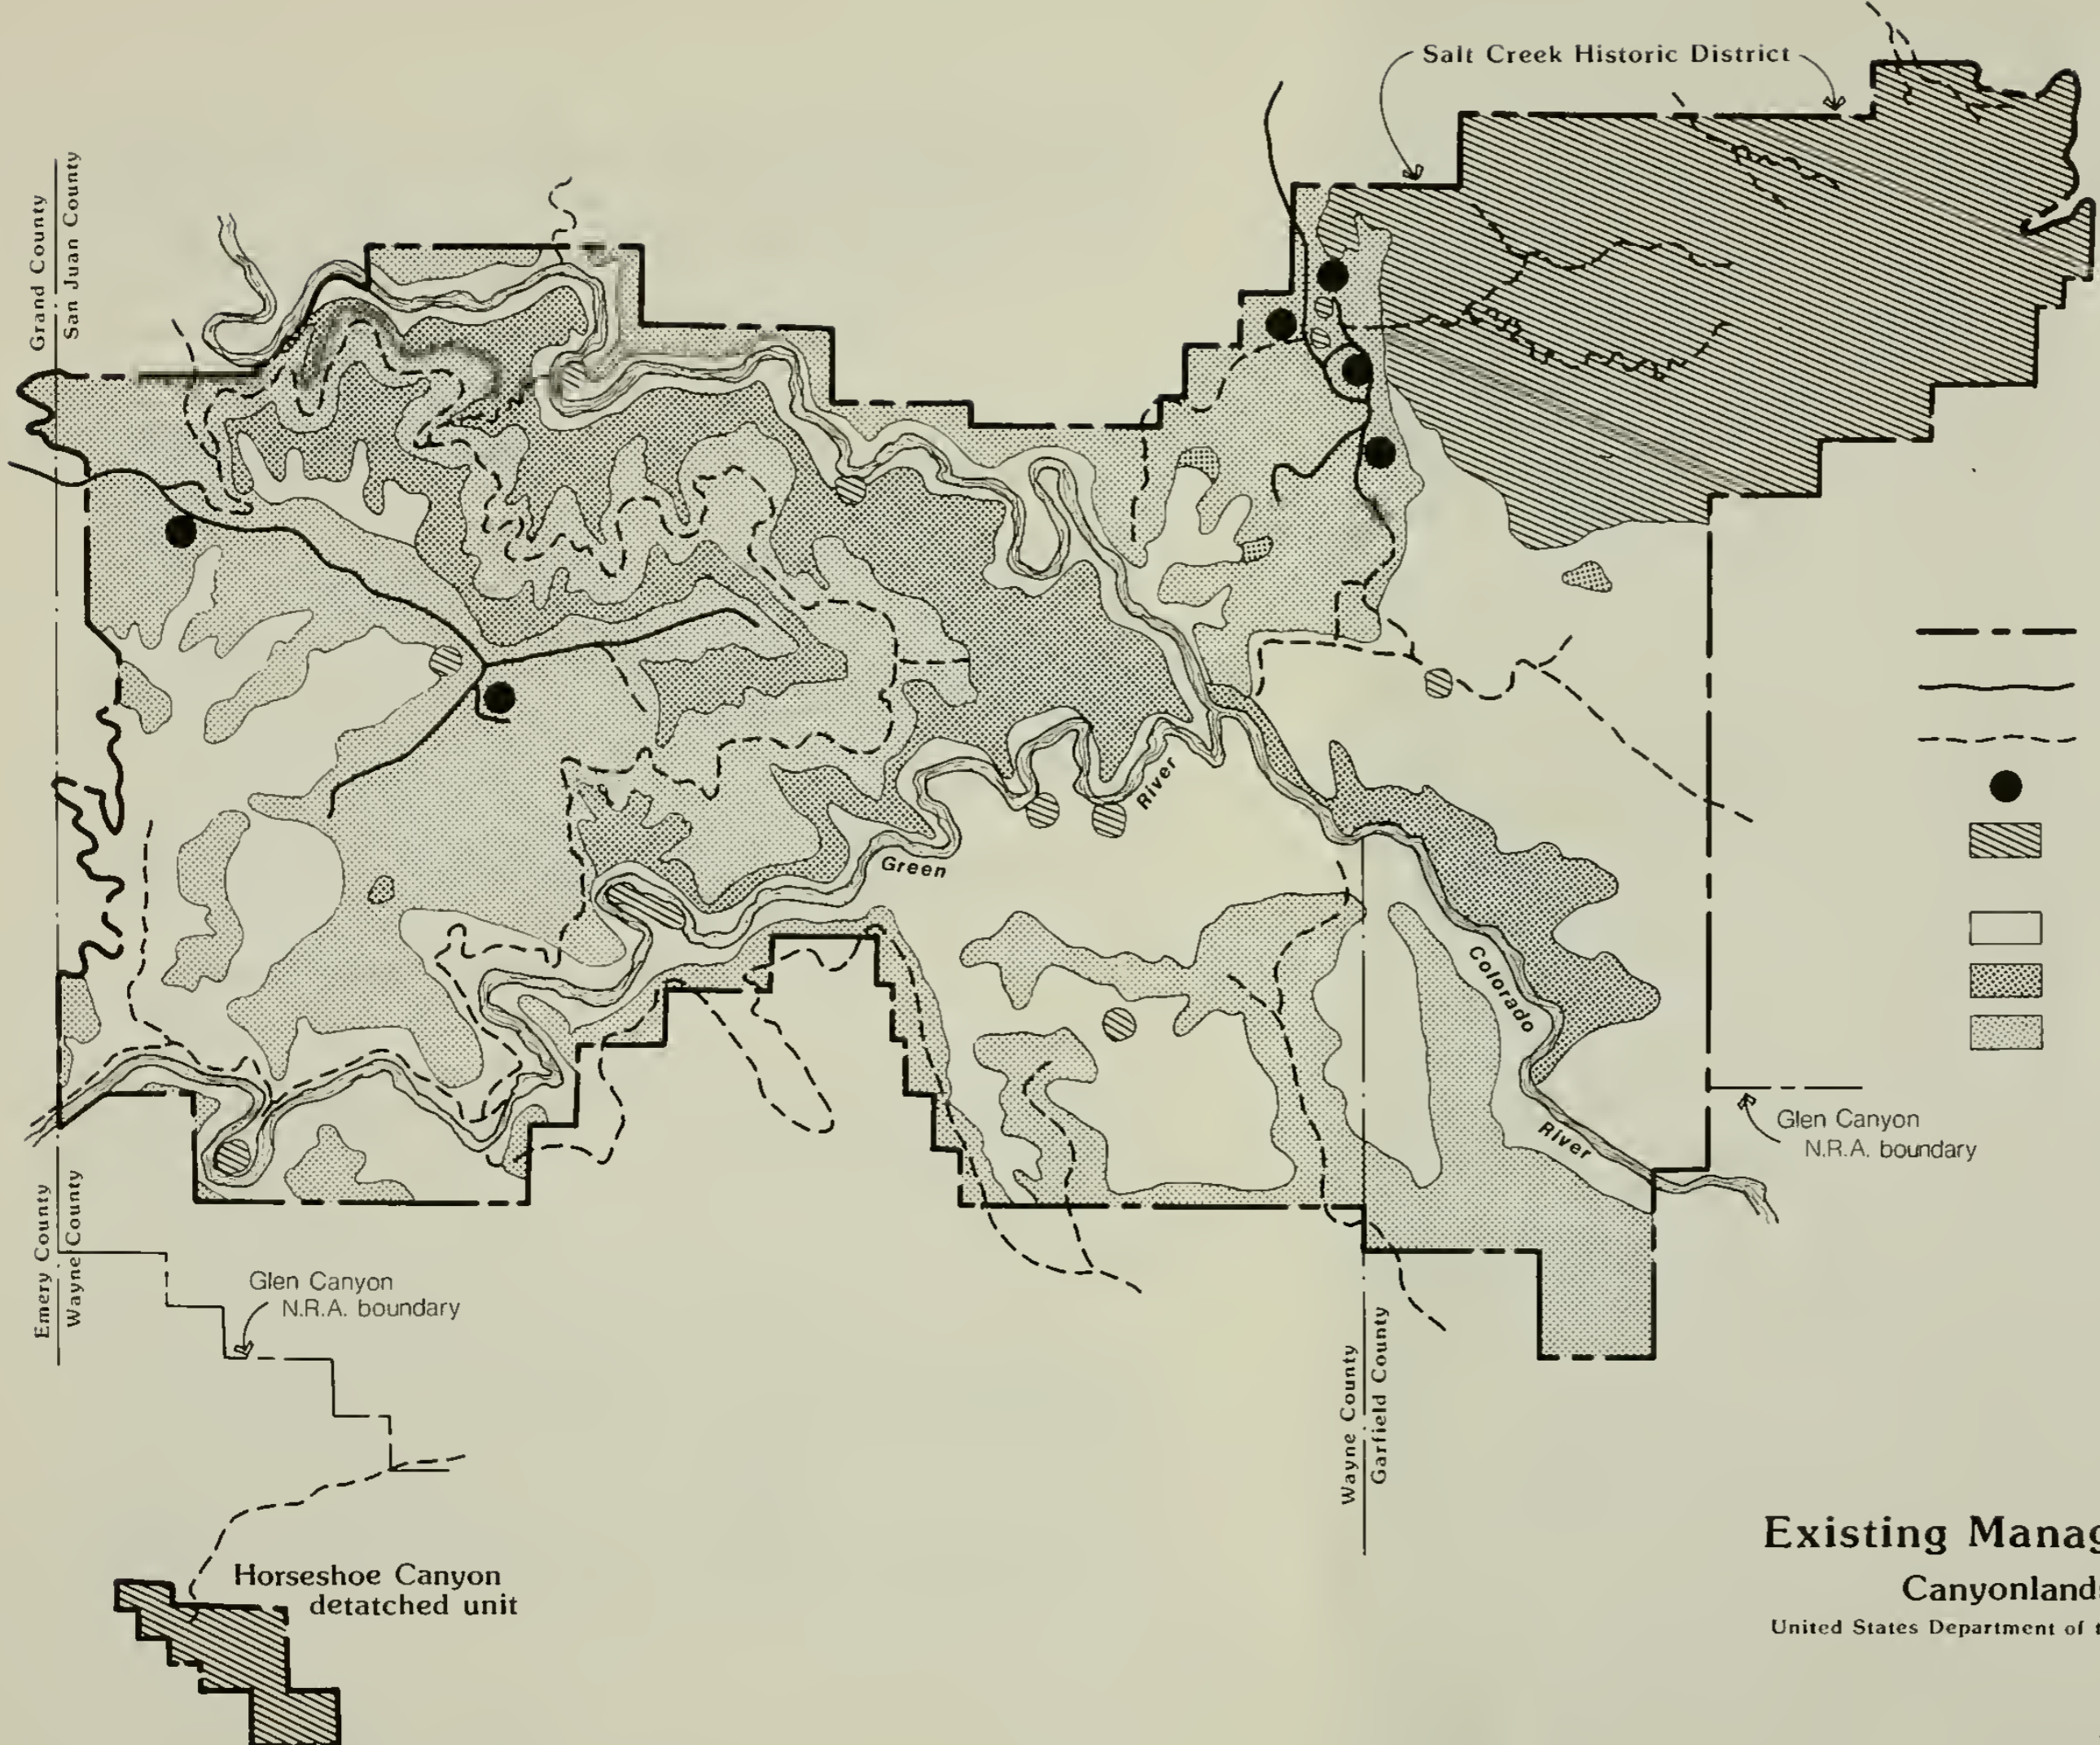 Salt Creek Historic District
Grand County
San Juan County
River
Green
Colorado
River
Glen Canyon
N.R.A. boundary
Emery County
Wayne County
Glen Canyon
N.R.A. boundary
Wayne County
Garfield County
Existing Manag
Canyonland
United States Department of t
Horseshoe Canyon
detatched unit